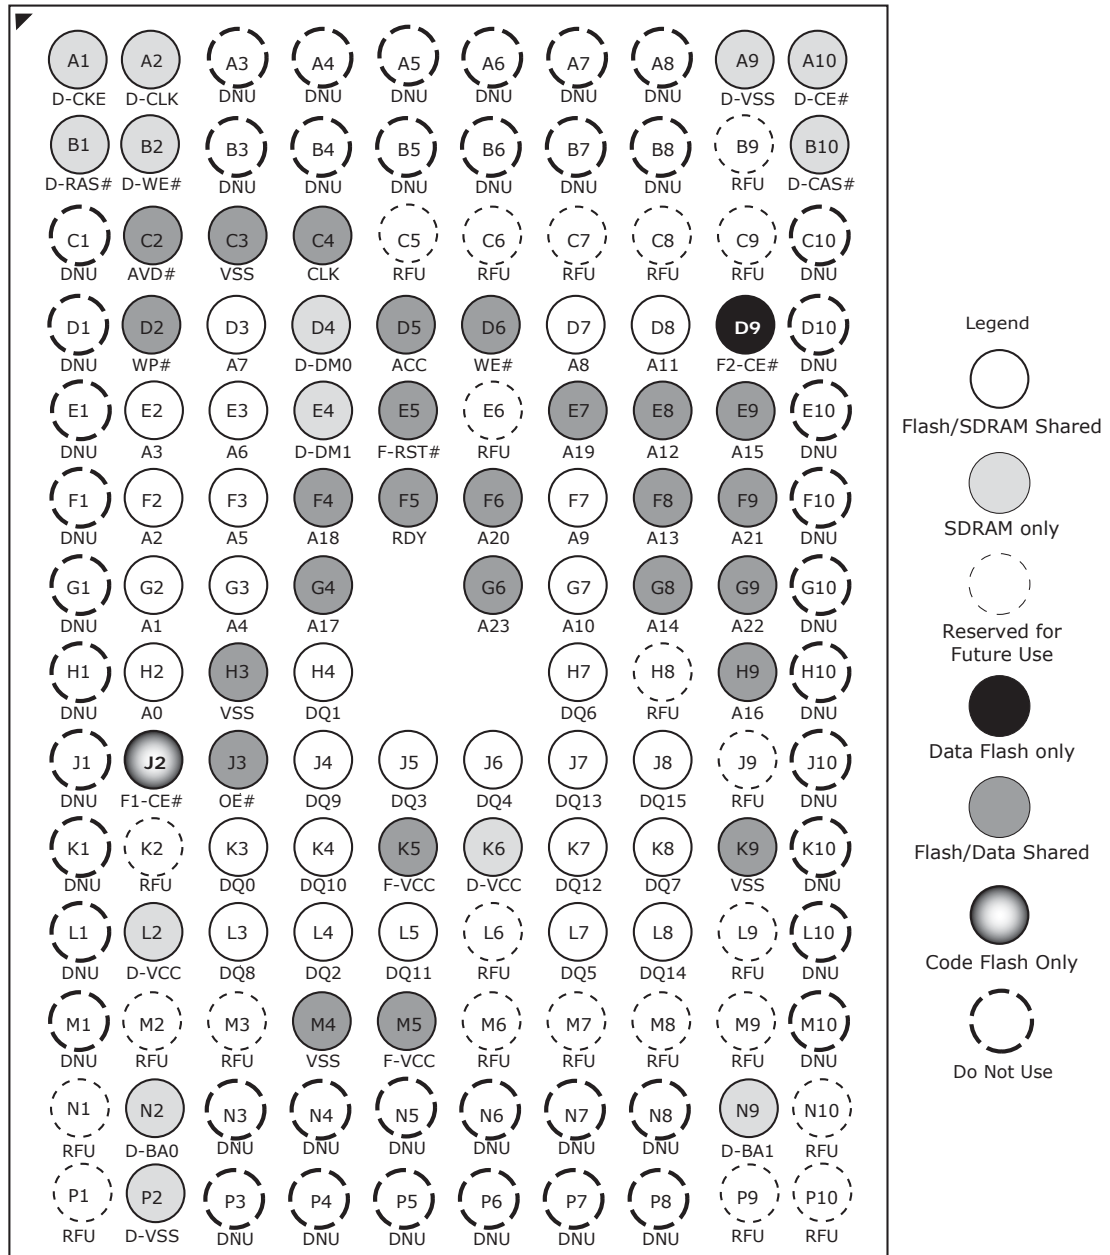 A1 A2 A3 A4 A5 A6 A7 A8 A9 A10
D-CKE D-CLK DNU DNU DNU DNU DNU DNU D-VSS D-CE#
B1 B2 B3 B4 B5 B6 B7 B8 B9 B10
D-RAS# D-WE# DNU DNU DNU DNU DNU DNU RFU D-CAS#
C1 C2 C3 C4 C5 C6 C7 C8 C9 C10
DNU AVD# VSS CLK RFU RFU RFU RFU RFU DNU
D1 D2 D3 D4 D5 D6 D7 D8 D9 D10
DNU WP# A7 D-DM0 ACC WE# A8 A11 F2-CE# DNU
E1 E2 E3 E4 E5 E6 E7 E8 E9 E10
DNU A3 A6 D-DM1 F-RST# RFU A19 A12 A15 DNU
F1 F2 F3 F4 F5 F6 F7 F8 F9 F10
DNU A2 A5 A18 RDY A20 A9 A13 A21 DNU
G1 G2 G3 G4 G6 G7 G8 G9 G10
DNU A1 A4 A17 A23 A10 A14 A22 DNU
H1 H2 H3 H4 H7 H8 H9 H10
DNU A0 VSS DQ1 DQ6 RFU A16 DNU
J1 J2 J3 J4 J5 J6 J7 J8 J9 J10
DNU F1-CE# OE# DQ9 DQ3 DQ4 DQ13 DQ15 RFU DNU
K1 K2 K3 K4 K5 K6 K7 K8 K9 K10
DNU RFU DQ0 DQ10 F-VCC D-VCC DQ12 DQ7 VSS DNU
L1 L2 L3 L4 L5 L6 L7 L8 L9 L10
DNU D-VCC DQ8 DQ2 DQ11 RFU DQ5 DQ14 RFU DNU
M1 M2 M3 M4 M5 M6 M7 M8 M9 M10
DNU RFU RFU VSS F-VCC RFU RFU RFU RFU DNU
N1 N2 N3 N4 N5 N6 N7 N8 N9 N10
RFU D-BA0 DNU DNU DNU DNU DNU DNU D-BA1 RFU
P1 P2 P3 P4 P5 P6 P7 P8 P9 P10
RFU D-VSS DNU DNU DNU DNU DNU DNU RFU RFU
Legend
Flash/SDRAM Shared
SDRAM only
Reserved for
Future Use
Data Flash only
Flash/Data Shared
Code Flash Only
Do Not Use